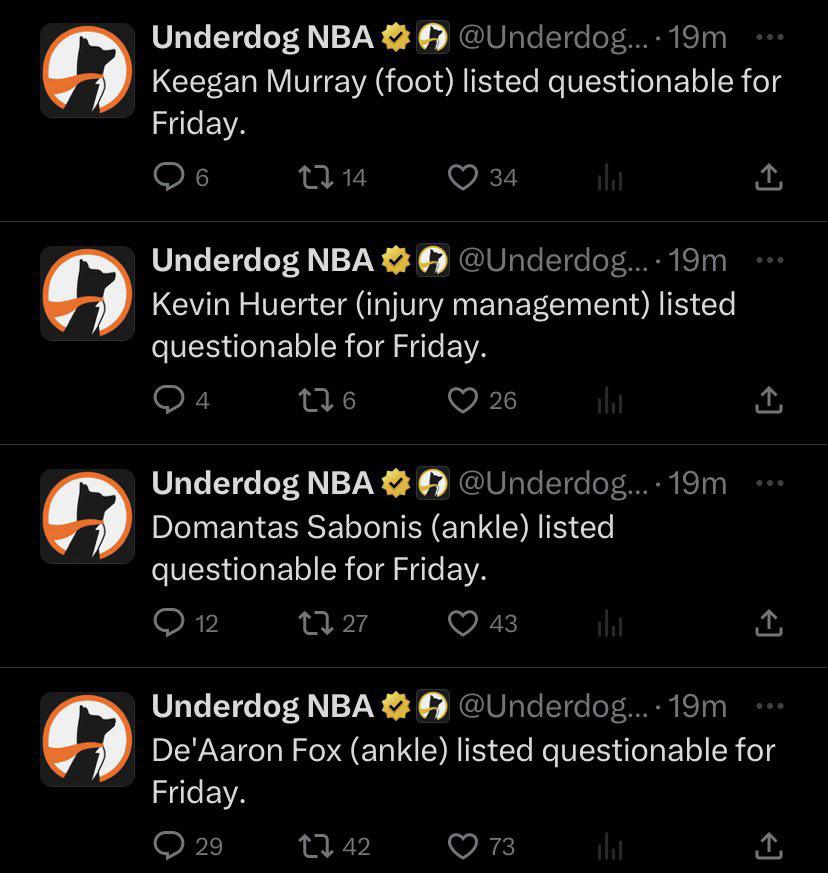 Underdog NBA @Underdog... · 19m
Keegan Murray (foot) listed questionable for
Friday.
6 14 34
Underdog NBA @Underdog... · 19m
Kevin Huerter (injury management) listed
questionable for Friday.
4 6 26
Underdog NBA @Underdog... · 19m
Domantas Sabonis (ankle) listed
questionable for Friday.
12 27 43
Underdog NBA @Underdog... · 19m
De'Aaron Fox (ankle) listed questionable for
Friday.
29 42 73